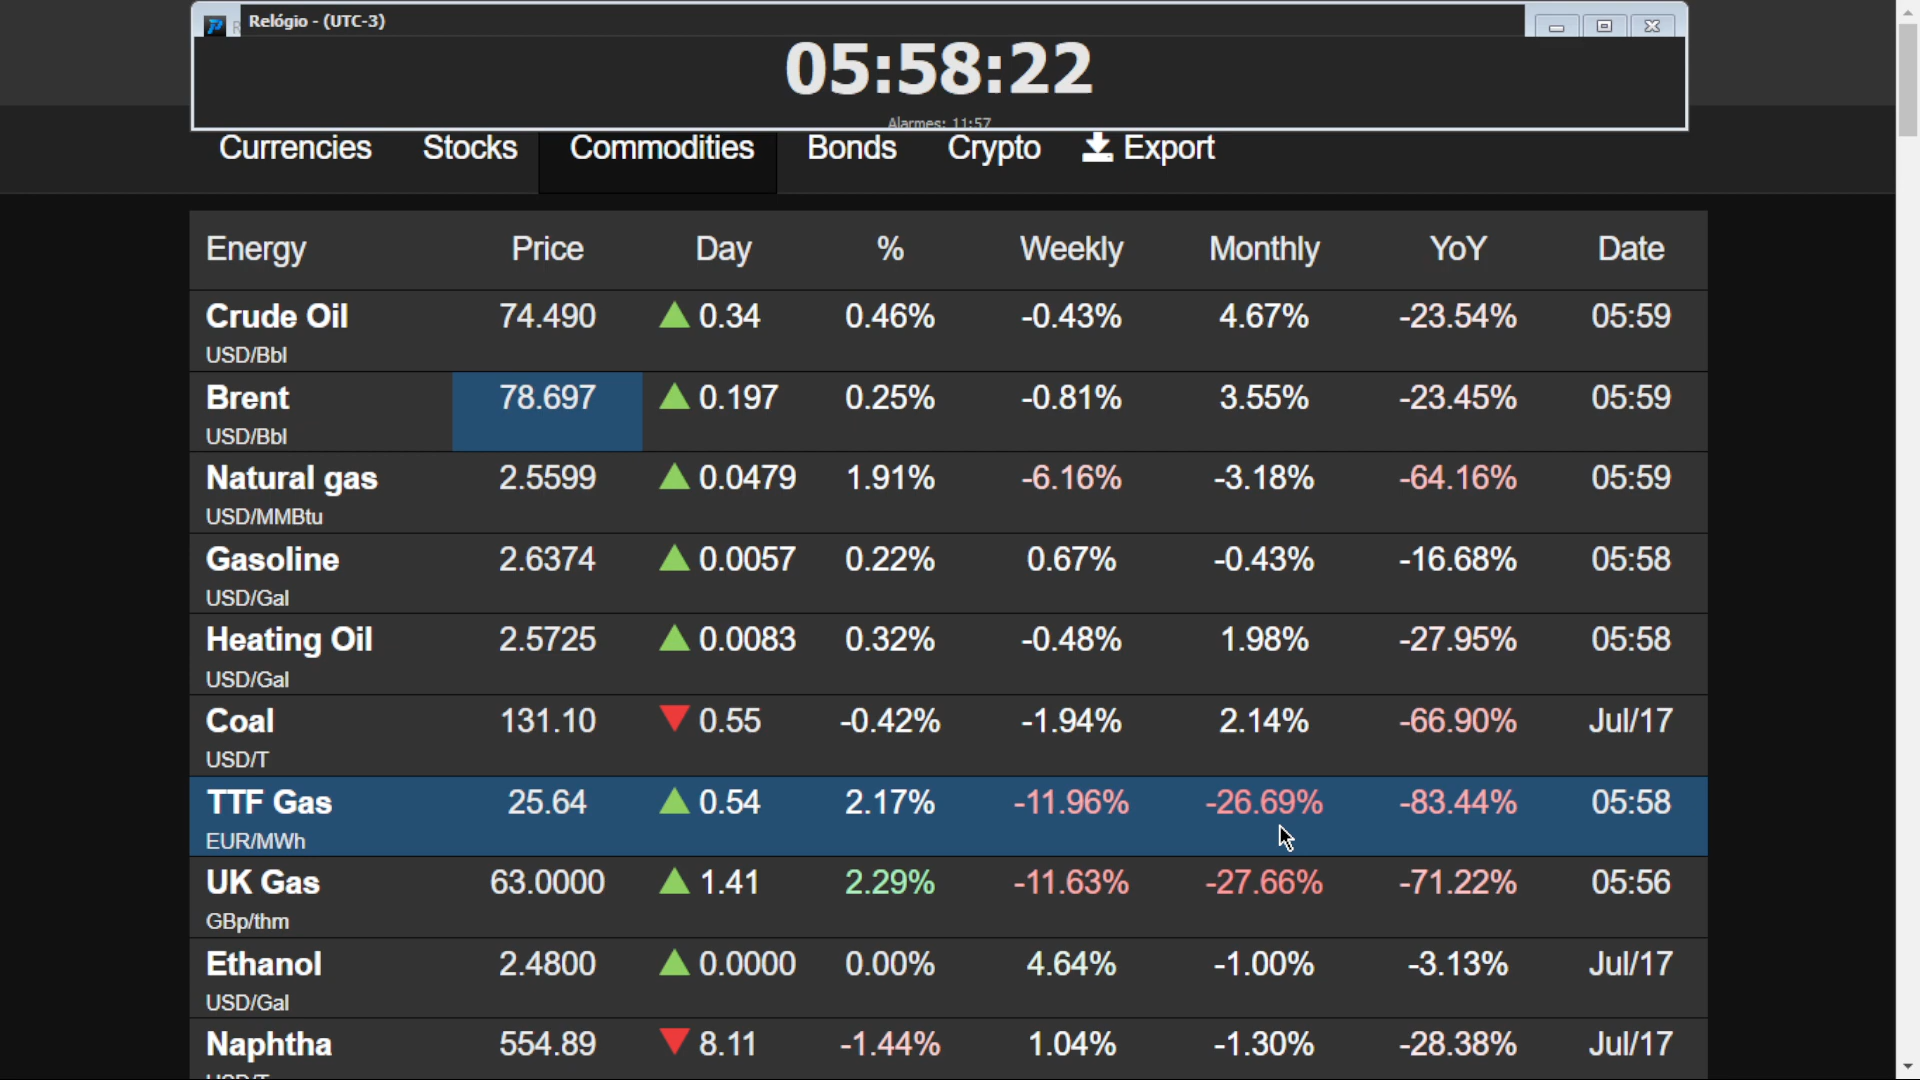 Relógio - (UTC-3)
05:58:22
Alarmes: 11:57
Currencies Stocks Commodities Bonds Crypto Export
Energy Price Day % Weekly Monthly YoY Date
Crude Oil 74.490 0.34 0.46% -0.43% 4.67% -23.54% 05:59
USD/Bbl
Brent 78.697 0.197 0.25% -0.81% 3.55% -23.45% 05:59
USD/Bbl
Natural gas 2.5599 0.0479 1.91% -6.16% -3.18% -64.16% 05:59
USD/MMBtu
Gasoline 2.6374 0.0057 0.22% 0.67% -0.43% -16.68% 05:58
USD/Gal
Heating Oil 2.5725 0.0083 0.32% -0.48% 1.98% -27.95% 05:58
USD/Gal
Coal 131.10 0.55 -0.42% -1.94% 2.14% -66.90% Jul/17
USD/T
TTF Gas 25.64 0.54 2.17% -11.96% -26.69% -83.44% 05:58
EUR/MWh
UK Gas 63.0000 1.41 2.29% -11.63% -27.66% -71.22% 05:56
GBp/thm
Ethanol 2.4800 0.0000 0.00% 4.64% -1.00% -3.13% Jul/17
USD/Gal
Naphtha 554.89 8.11 -1.44% 1.04% -1.30% -28.38% Jul/17